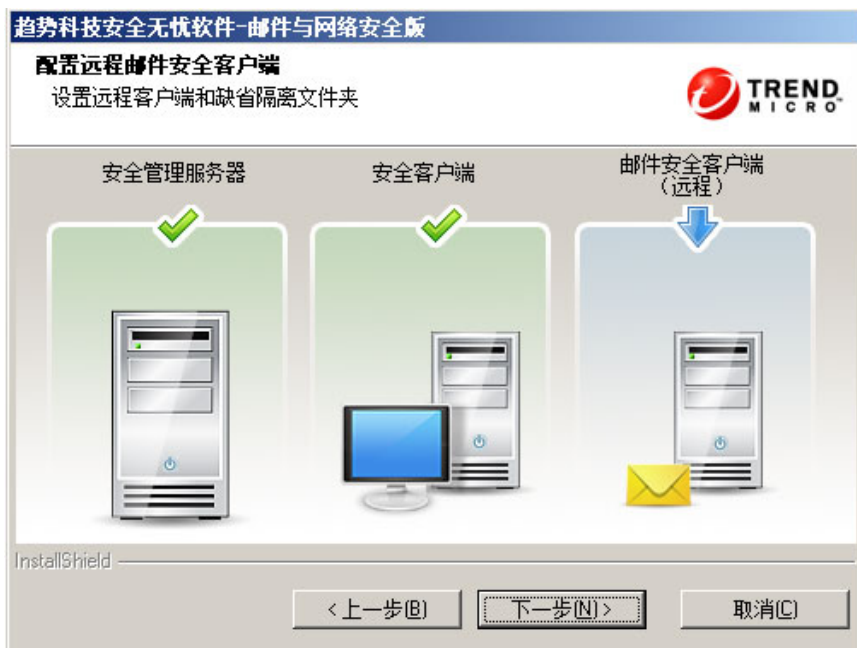 趋势科技安全无忧软件-邮件与网络安全版
配置远程邮件安全客户端
设置远程客户端和缺省隔离文件夹
TREND
MICRO
安全管理服务器
安全客户端
邮件安全客户端
（远程）
InstallShield
<上一步(B)
下一步(N)>
取消(C)